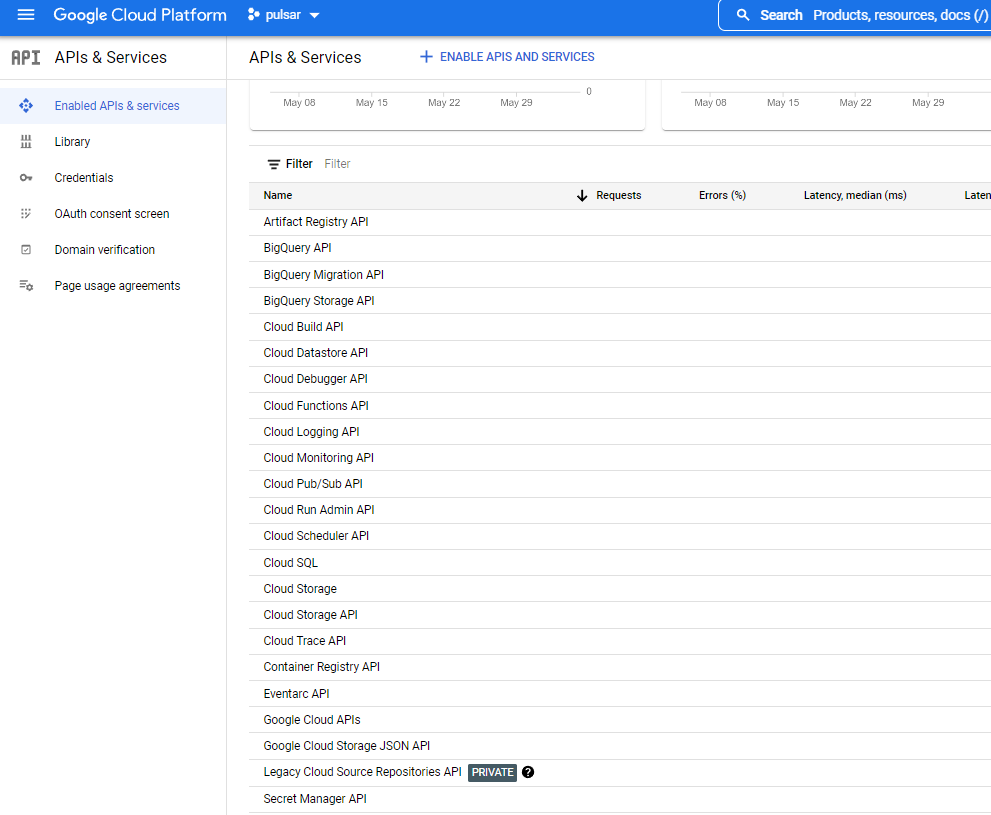 Google Cloud Platform pulsar Search Products, resources, docs (/)
API APIs & Services
APIs & Services ENABLE APIS AND SERVICES
Enabled APIs & services
Library
Credentials
OAuth consent screen
Domain verification
Page usage agreements
0
May 08 May 15 May 22 May 29
May 08 May 15 May 22 May 29
Filter Filter
Name Requests Errors (%) Latency, median (ms) Laten
Artifact Registry API
BigQuery API
BigQuery Migration API
BigQuery Storage API
Cloud Build API
Cloud Datastore API
Cloud Debugger API
Cloud Functions API
Cloud Logging API
Cloud Monitoring API
Cloud Pub/Sub API
Cloud Run Admin API
Cloud Scheduler API
Cloud SQL
Cloud Storage
Cloud Storage API
Cloud Trace API
Container Registry API
Eventarc API
Google Cloud APIs
Google Cloud Storage JSON API
Legacy Cloud Source Repositories API PRIVATE ?
Secret Manager API